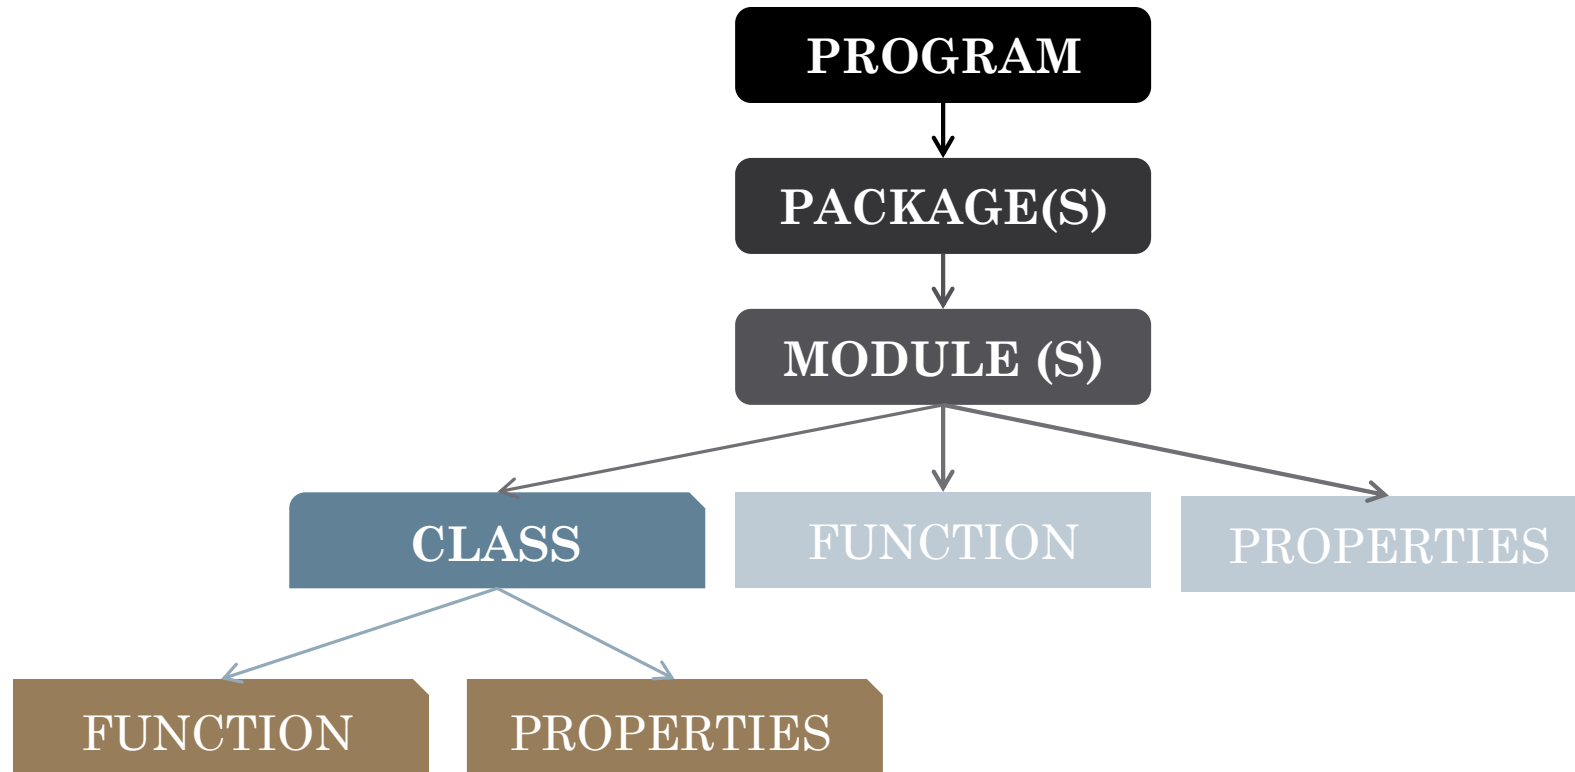 PROGRAM
PACKAGE(S)
MODULE (S)
CLASS
FUNCTION
PROPERTIES
FUNCTION
PROPERTIES